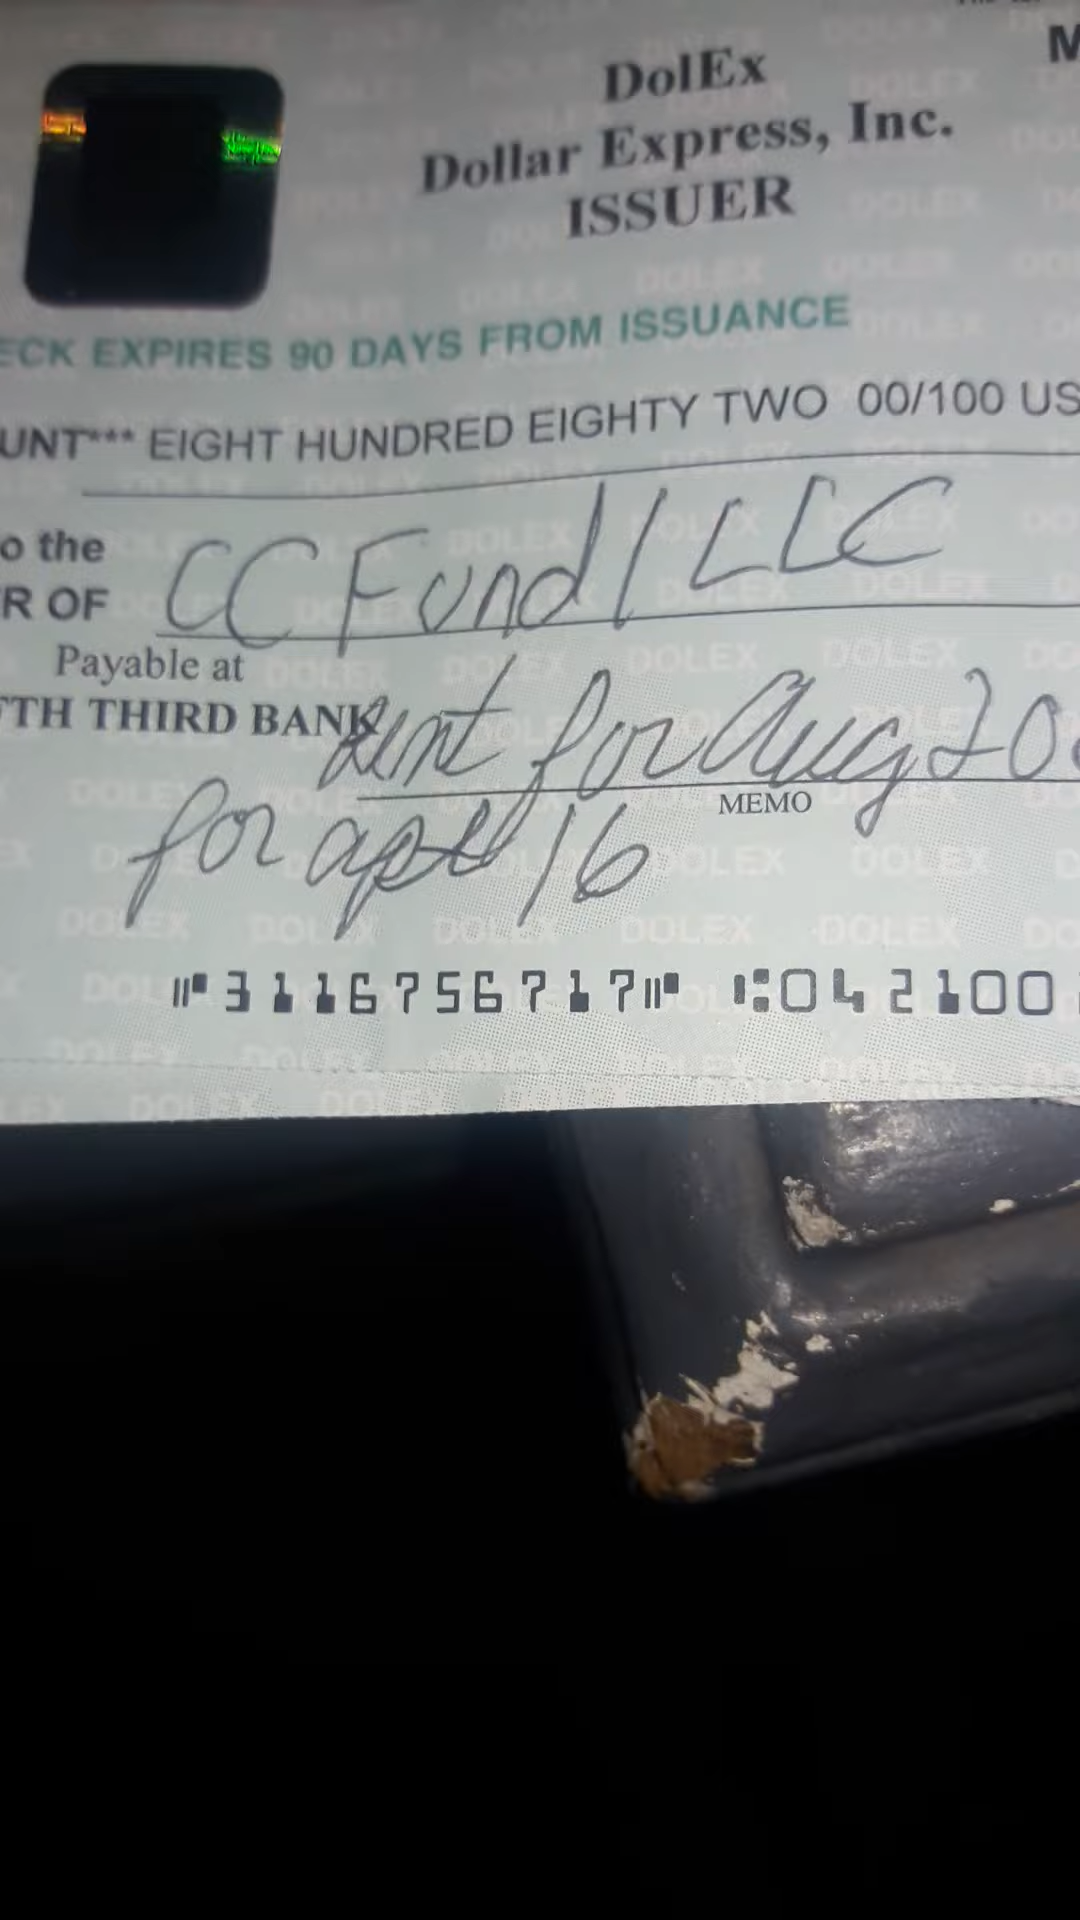 DolEx
Dollar Express, Inc.
ISSUER
M
ECK EXPIRES 90 DAYS FROM ISSUANCE
UNT*** EIGHT HUNDRED EIGHTY TWO 00/100 US
o the
R OF
CC Fund 1 LLC
Payable at
TH THIRD BANK
Rent for Aug 20
MEMO
for apt 16
⑈3116756717⑈ ⑆042100